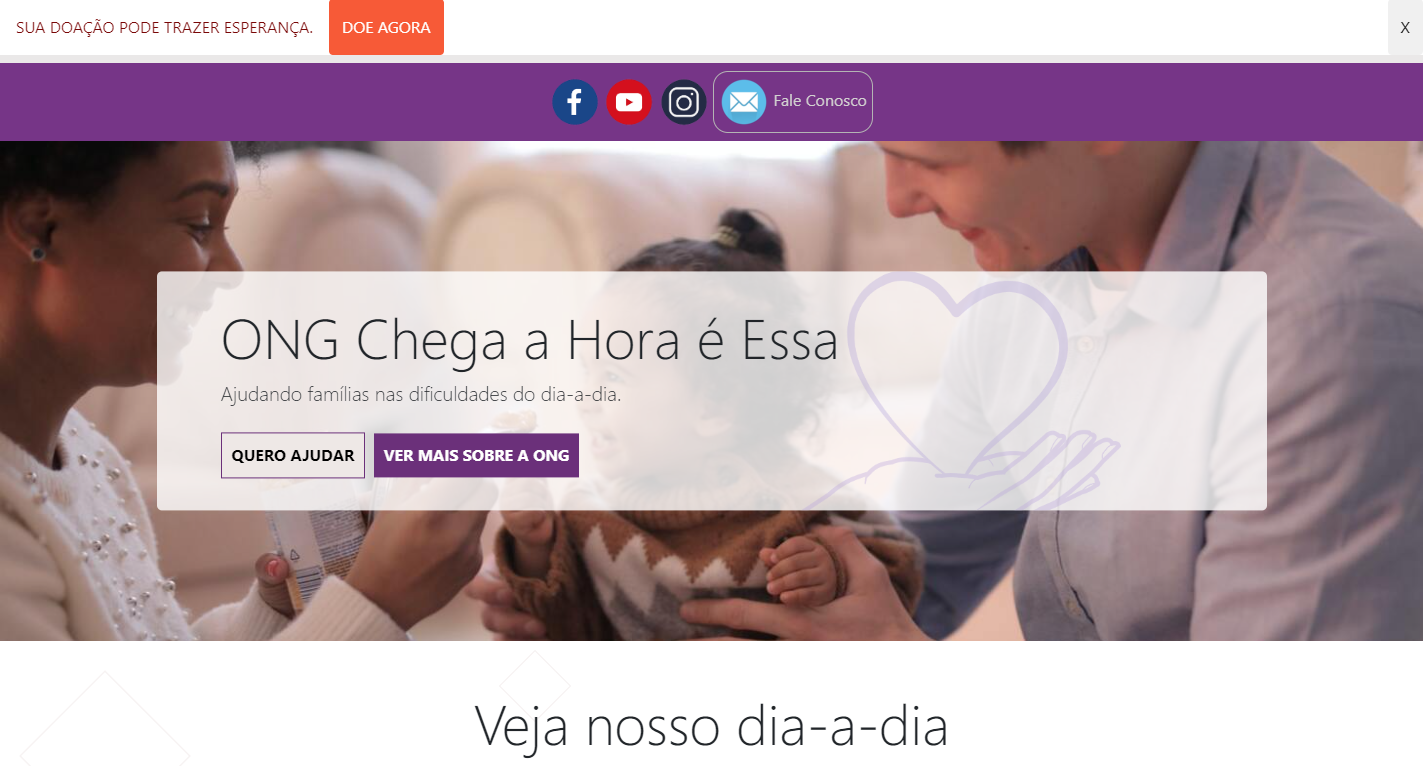 SUA DOAÇÃO PODE TRAZER ESPERANÇA.
DOE AGORA
X
Fale Conosco
ONG Chega a Hora é Essa
Ajudando famílias nas dificuldades do dia-a-dia.
QUERO AJUDAR
VER MAIS SOBRE A ONG
Veja nosso dia-a-dia